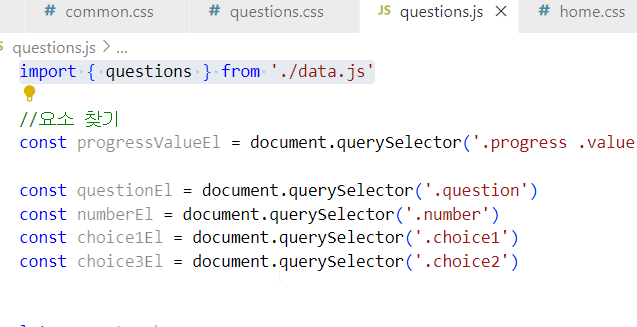 # common.css # questions.css JS questions.js × # home.css
questions.js > ...
import { questions } from './data.js'
//요소 찾기
const progressValueEl = document.querySelector('.progress .value
const questionEl = document.querySelector('.question')
const numberEl = document.querySelector('.number')
const choice1El = document.querySelector('.choice1')
const choice3El = document.querySelector('.choice2')